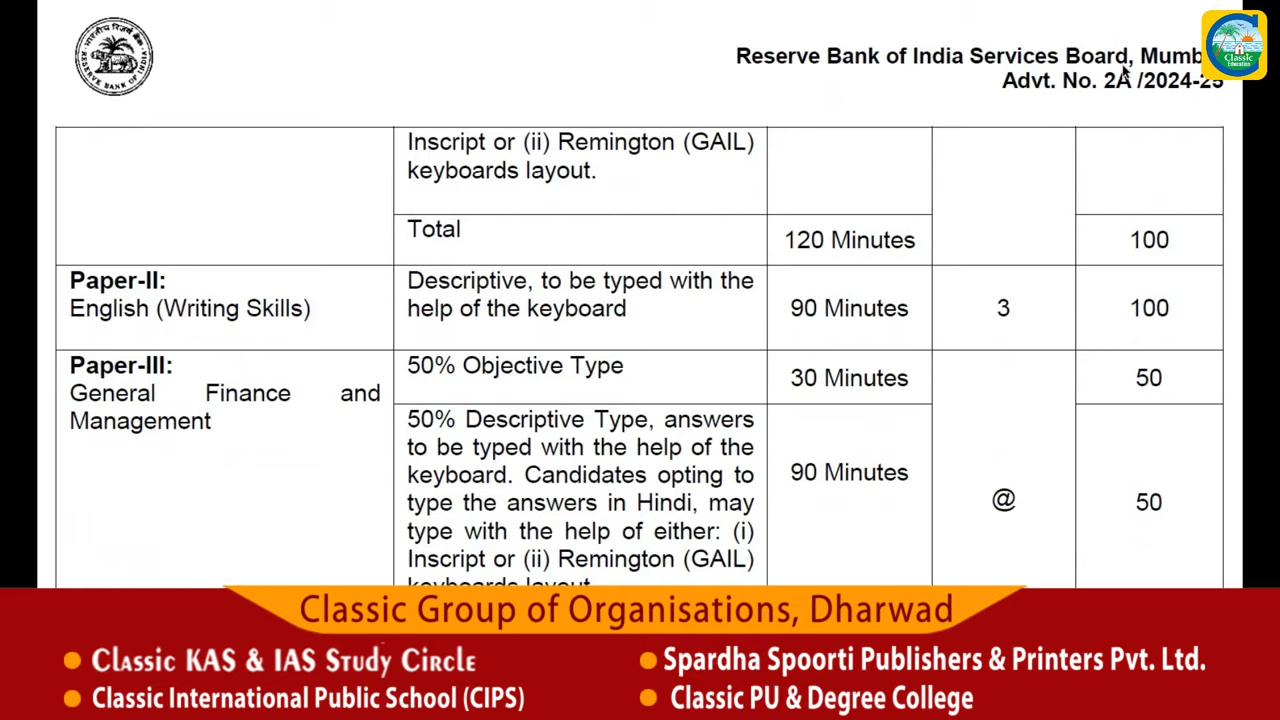 Reserve Bank of India Services Board,
Advt. No. 2A /2024-25
Classic
Education
Inscript or (ii) Remington (GAIL)
keyboards layout.
Total
120 Minutes
100
Paper-II:
English (Writing Skills)
Descriptive, to be typed with the
help of the keyboard
90 Minutes
3
100
Paper-III:
General Finance and
Management
50% Objective Type
30 Minutes
50
50% Descriptive Type, answers
to be typed with the help of the
keyboard. Candidates opting to
type the answers in Hindi, may
type with the help of either: (i)
Inscript or (ii) Remington (GAIL)
keyboards layout
90 Minutes
@
50
Classic Group of Organisations, Dharwad
Classic KAS & IAS Study Circle
Spardha Spoorti Publishers & Printers Pvt. Ltd.
Classic International Public School (CIPS)
Classic PU & Degree College